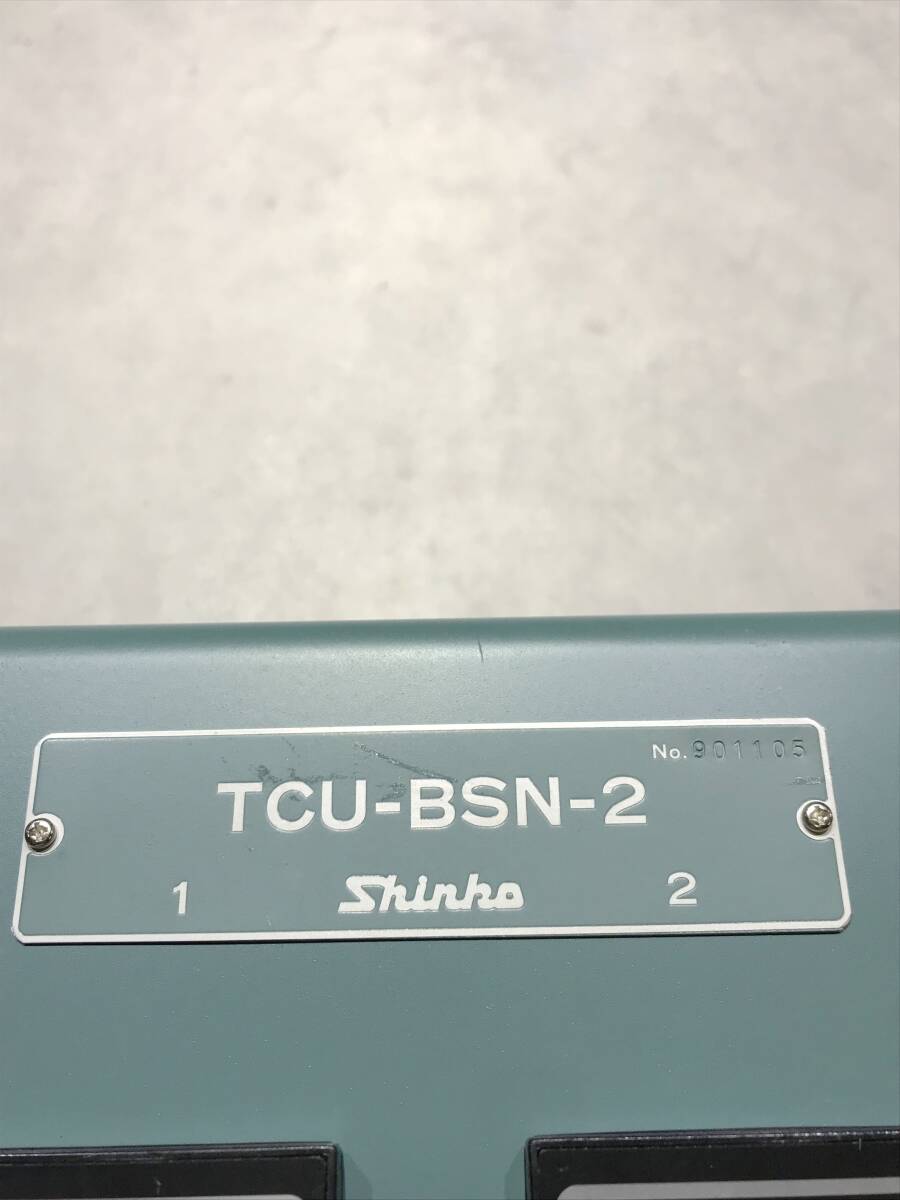 No. 901105
TCU-BSN-2
1 Shinko 2